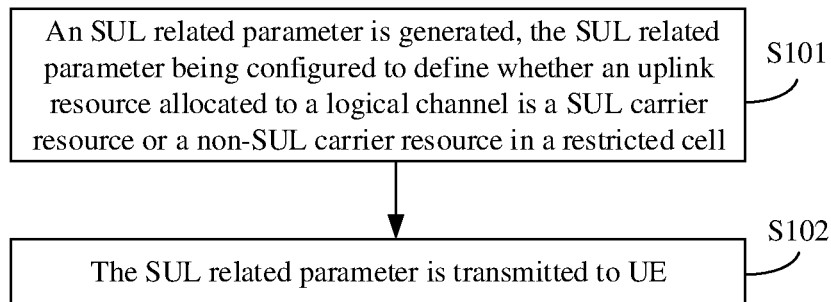 An SUL related parameter is generated, the SUL related
parameter being configured to define whether an uplink
resource allocated to a logical channel is a SUL carrier
resource or a non-SUL carrier resource in a restricted cell
S101
The SUL related parameter is transmitted to UE
S102